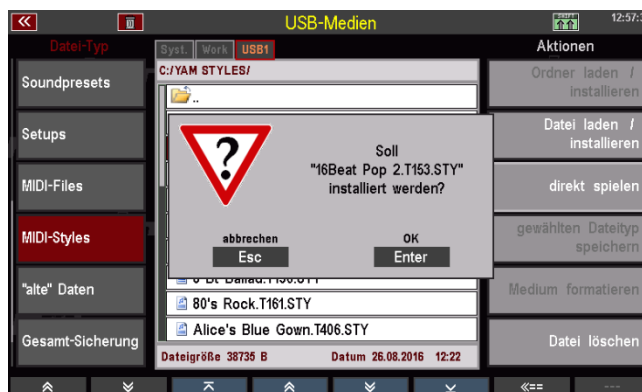 USB-Medien
SHIFT
12:57:
Datei-Typ
Syst.
Work
USB1
Aktionen
C:/YAM STYLES/
..
Soundpresets
Setups
MIDI-Files
MIDI-Styles
"alte" Daten
Gesamt-Sicherung
Soll
"16Beat Pop 2.T153.STY"
installiert werden?
abbrechen
Esc
OK
Enter
80's Rock.T161.STY
Alice's Blue Gown.T406.STY
Dateigröße 38735 B
Datum 26.08.2016 12:22
Ordner laden /
installieren
Datei laden /
installieren
direkt spielen
gewählten Dateityp
speichern
Medium formatieren
Datei löschen
«==
---